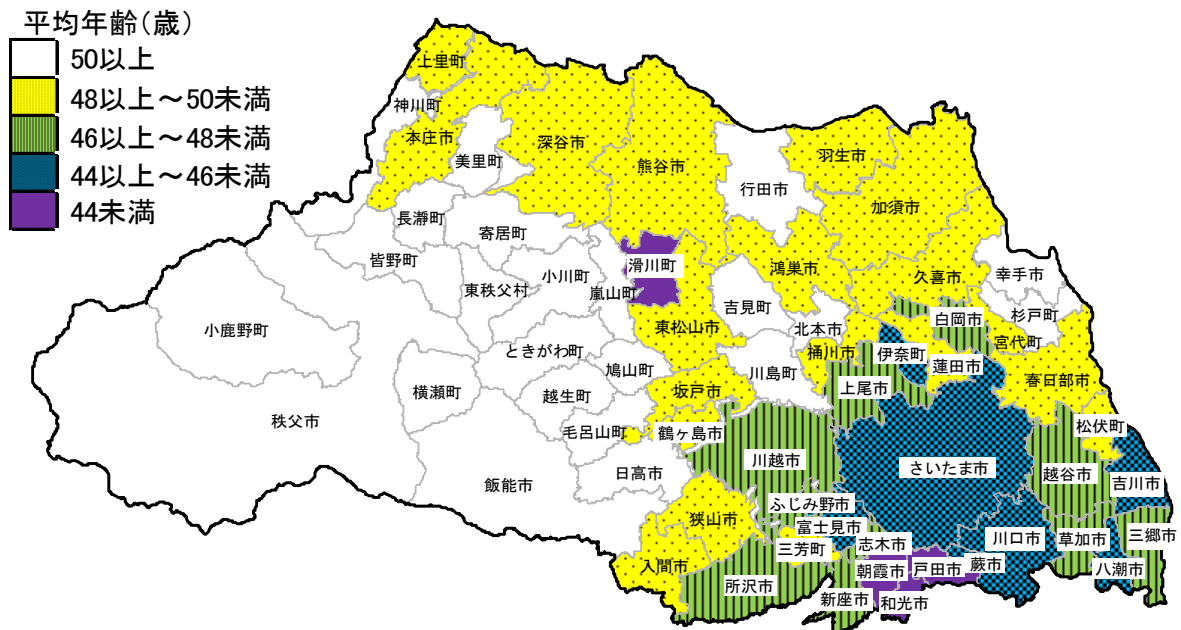 平均年齢(歳)
50以上
48以上～50未満
46以上～48未満
44以上～46未満
44未満
上里町
神川町
本庄市
美里町
深谷市
熊谷市
行田市
羽生市
加須市
長瀞町
寄居町
皆野町
東秩父村
小川町
嵐山町
滑川町
吉見町
鴻巣市
久喜市
幸手市
杉戸町
小鹿野町
東松山市
北本市
白岡市
宮代町
ときがわ町
鳩山町
川島町
桶川市
伊奈町
蓮田市
春日部市
横瀬町
越生町
坂戸市
上尾市
秩父市
毛呂山町
鶴ヶ島市
松伏町
日高市
川越市
さいたま市
越谷市
吉川市
飯能市
ふじみ野市
狭山市
富士見市
三芳町
志木市
川口市
草加市
三郷市
入間市
所沢市
朝霞市
戸田市
蕨市
八潮市
新座市
和光市